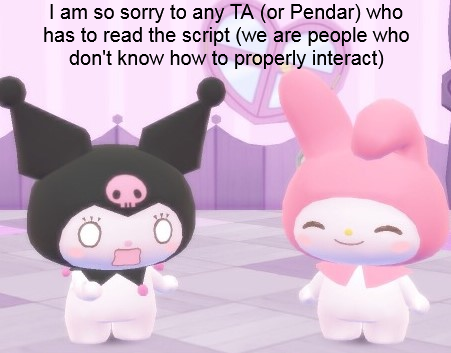 I am so sorry to any TA (or Pendar) who
has to read the script (we are people who
don't know how to properly interact)